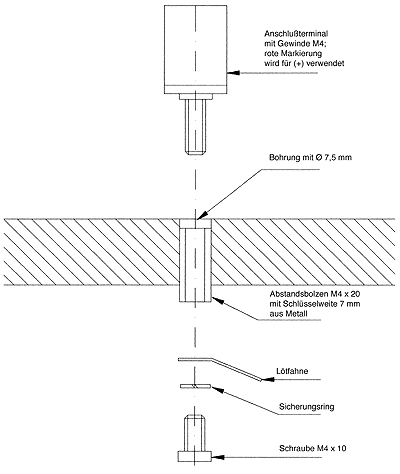 Anschlußterminal
mit Gewinde M4;
rote Markierung
wird für (+) verwendet
Bohrung mit Ø 7,5 mm
Abstandsbolzen M4 x 20
mit Schlüsselweite 7 mm
aus Metall
Lötfahne
Sicherungsring
Schraube M4 x 10